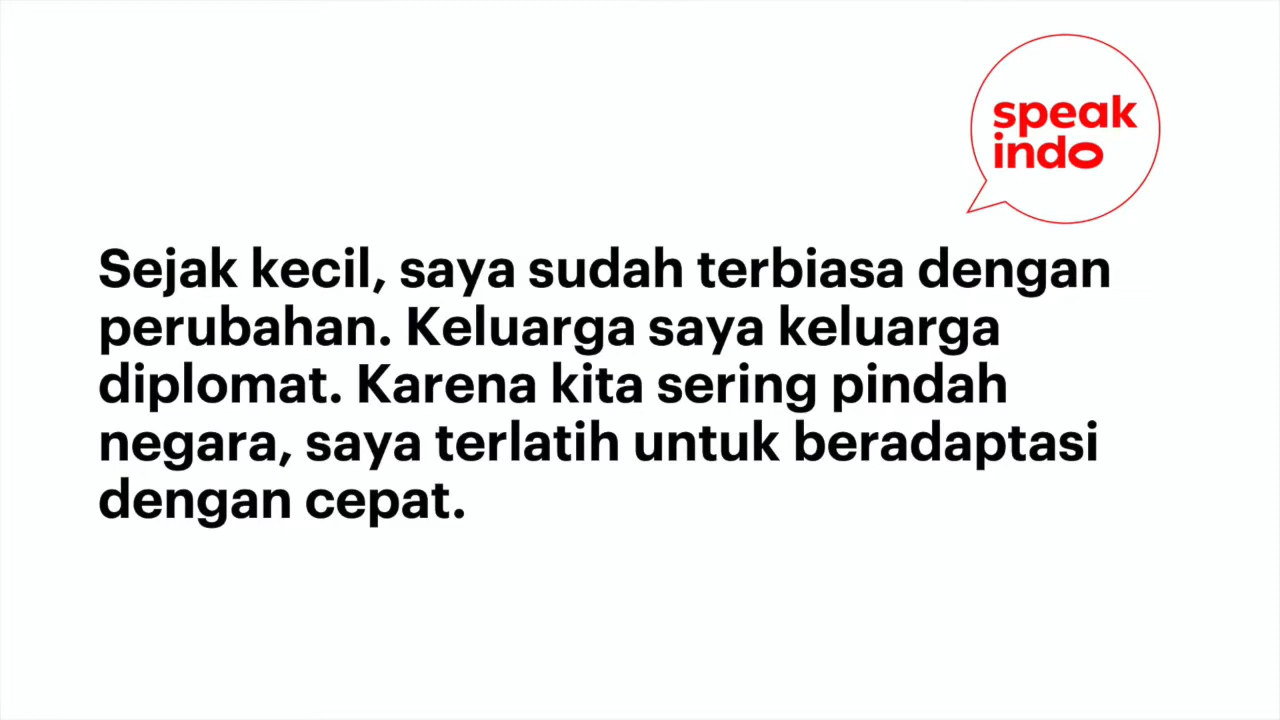 speak
indo
Sejak kecil, saya sudah terbiasa dengan
perubahan. Keluarga saya keluarga
diplomat. Karena kita sering pindah
negara, saya terlatih untuk beradaptasi
dengan cepat.